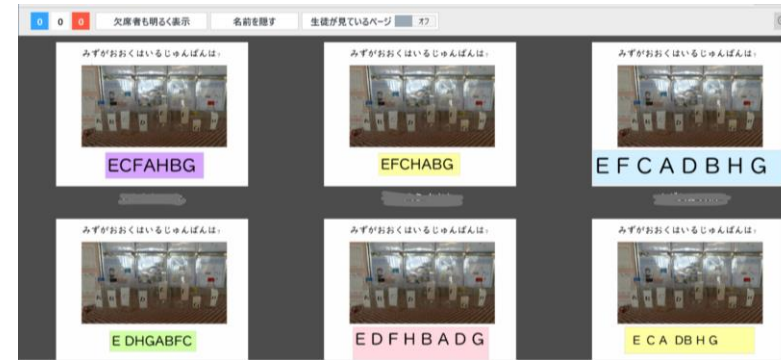 0 0 0 欠席者も明るく表示 名前を隠す 生徒が見ているページ オフ
みずがおおくはいるじゅんばんは:
ECFAHBG
みずがおおくはいるじゅんばんは:
EFCHABG
みずがおおくはいるじゅんばんは:
E F C A D B H G
みずがおおくはいるじゅんばんは:
E DHGABFC
みずがおおくはいるじゅんばんは:
E D F H B A D G
みずがおおくはいるじゅんばんは:
E C A DB H G